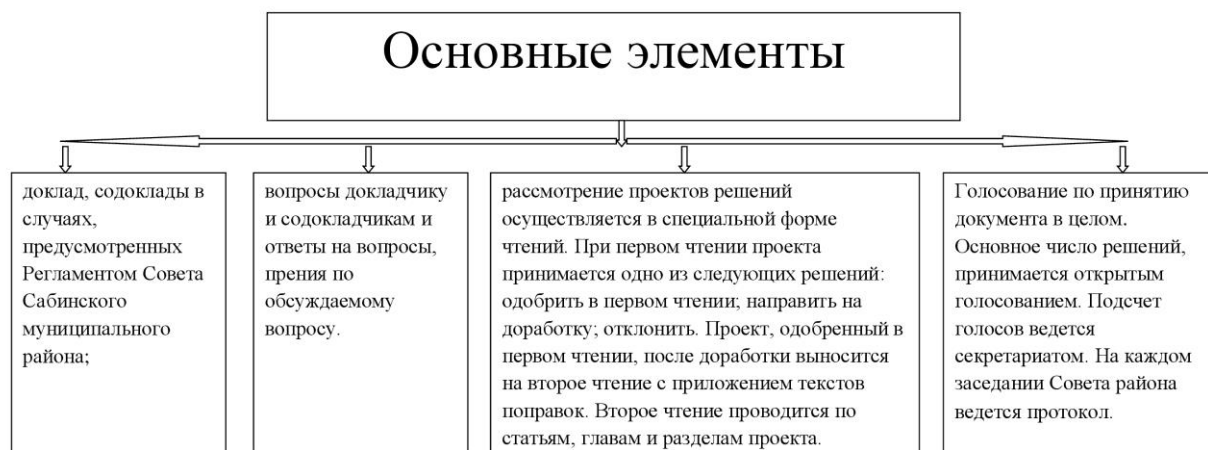 Основные элементы
доклад, содоклады в
случаях,
предусмотренных
Регламентом Совета
Сабинского
муниципального
района;
вопросы докладчику
и содокладчикам и
ответы на вопросы,
прения по
обсуждаемому
вопросу.
рассмотрение проектов решений
осуществляется в специальной форме
чтений. При первом чтении проекта
принимается одно из следующих решений:
одобрить в первом чтении; направить на
доработку; отклонить. Проект, одобренный в
первом чтении, после доработки выносится
на второе чтение с приложением текстов
поправок. Второе чтение проводится по
статьям, главам и разделам проекта.
Голосование по принятию
документа в целом.
Основное число решений,
принимается открытым
голосованием. Подсчет
голосов ведется
секретариатом. На каждом
заседании Совета района
ведется протокол.